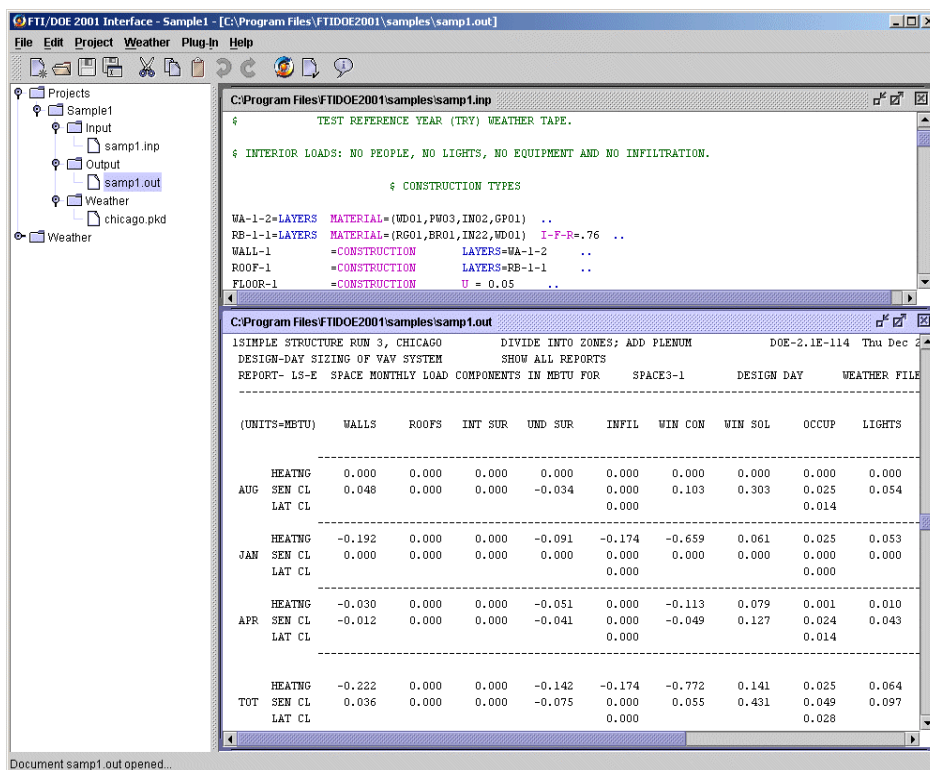 FTI/DOE 2001 Interface - Sample1 - [C:\Program Files\FTIDOE2001\samples\samp1.out]
File Edit Project Weather Plug-In Help
Projects
Sample1
Input
samp1.inp
Output
samp1.out
Weather
chicago.pkd
Weather
C:\Program Files\FTIDOE2001\samples\samp1.inp
$ TEST REFERENCE YEAR (TRY) WEATHER TAPE.
$ INTERIOR LOADS: NO PEOPLE, NO LIGHTS, NO EQUIPMENT AND NO INFILTRATION.
$ CONSTRUCTION TYPES
WA-1-2=LAYERS MATERIAL=(WD01,PW03,IN02,GP01) ..
RB-1-1=LAYERS MATERIAL=(RG01,BR01,IN22,WD01) I-F-R=.76 ..
WALL-1 =CONSTRUCTION LAYERS=WA-1-2 ..
ROOF-1 =CONSTRUCTION LAYERS=RB-1-1 ..
FLOOR-1 =CONSTRUCTION U = 0.05 ..
C:\Program Files\FTIDOE2001\samples\samp1.out
1SIMPLE STRUCTURE RUN 3, CHICAGO DIVIDE INTO ZONES; ADD PLENUM DOE-2.1E-114 Thu Dec 2
DESIGN-DAY SIZING OF VAV SYSTEM SHOW ALL REPORTS
REPORT- LS-E SPACE MONTHLY LOAD COMPONENTS IN MBTU FOR SPACE3-1 DESIGN DAY WEATHER FILE
(UNITS=MBTU) WALLS ROOFS INT SUR UND SUR INFIL WIN CON WIN SOL OCCUP LIGHTS
HEATNG 0.000 0.000 0.000 0.000 0.000 0.000 0.000 0.000 0.000
AUG SEN CL 0.048 0.000 0.000 -0.034 0.000 0.103 0.303 0.025 0.054
LAT CL 0.000 0.014
HEATNG -0.192 0.000 0.000 -0.091 -0.174 -0.659 0.061 0.025 0.053
JAN SEN CL 0.000 0.000 0.000 0.000 0.000 0.000 0.000 0.000 0.000
LAT CL 0.000 0.000
HEATNG -0.030 0.000 0.000 -0.051 0.000 -0.113 0.079 0.001 0.010
APR SEN CL -0.012 0.000 0.000 -0.041 0.000 -0.049 0.127 0.024 0.043
LAT CL 0.000 0.014
HEATNG -0.222 0.000 0.000 -0.142 -0.174 -0.772 0.141 0.025 0.064
TOT SEN CL 0.036 0.000 0.000 -0.075 0.000 0.055 0.431 0.049 0.097
LAT CL 0.000 0.028
Document samp1.out opened...